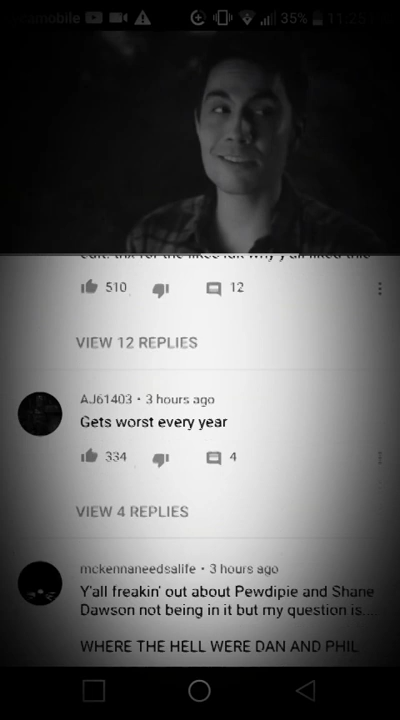 mobile 35% 11:25
510 12
VIEW 12 REPLIES
AJ61403 • 3 hours ago
Gets worst every year
334 4
VIEW 4 REPLIES
mckennaneedsalife • 3 hours ago
Y'all freakin' out about Pewdipie and Shane
Dawson not being in it but my question is....
WHERE THE HELL WERE DAN AND PHIL